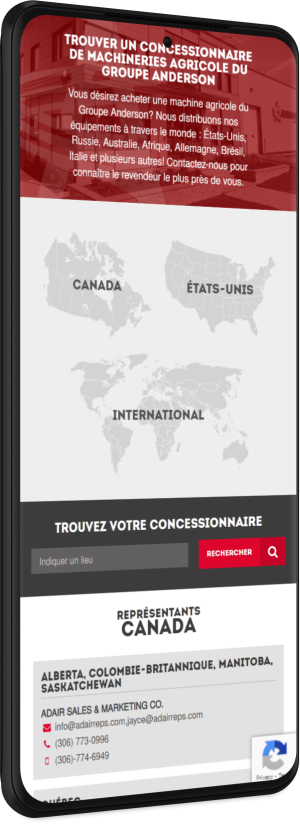 TROUVER UN CONCESSIONNAIRE
DE MACHINERIES AGRICOLE DU
GROUPE ANDERSON
Vous désirez acheter une machine agricole du
Groupe Anderson? Nous distribuons nos
équipements à travers le monde : États-Unis,
Russie, Australie, Afrique, Allemagne, Brésil,
Italie et plusieurs autres! Contactez-nous pour
connaître le revendeur le plus près de vous.
CANADA
ÉTATS-UNIS
INTERNATIONAL
TROUVEZ VOTRE CONCESSIONNAIRE
Indiquer un lieu
RECHERCHER
REPRÉSENTANTS
CANADA
ALBERTA, COLOMBIE-BRITANNIQUE, MANITOBA,
SASKATCHEWAN
ADAIR SALES & MARKETING CO.
info@adairreps.com,jayce@adairreps.com
(306) 773-0996
(306)-774-6949